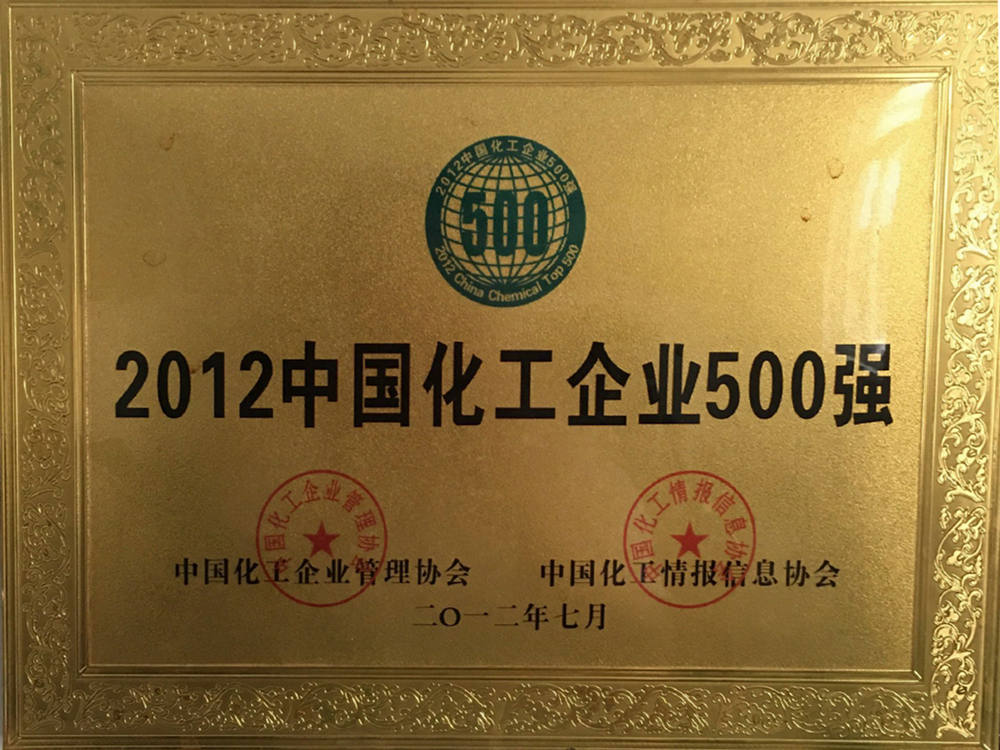 2012中国化工企业500强
500
2012 China Chemical Top 500
2012中国化工企业500强
中国化工企业管理协会
中国化工情报信息协会
中国化工企业管理协会 中国化工情报信息协会
二〇一二年七月